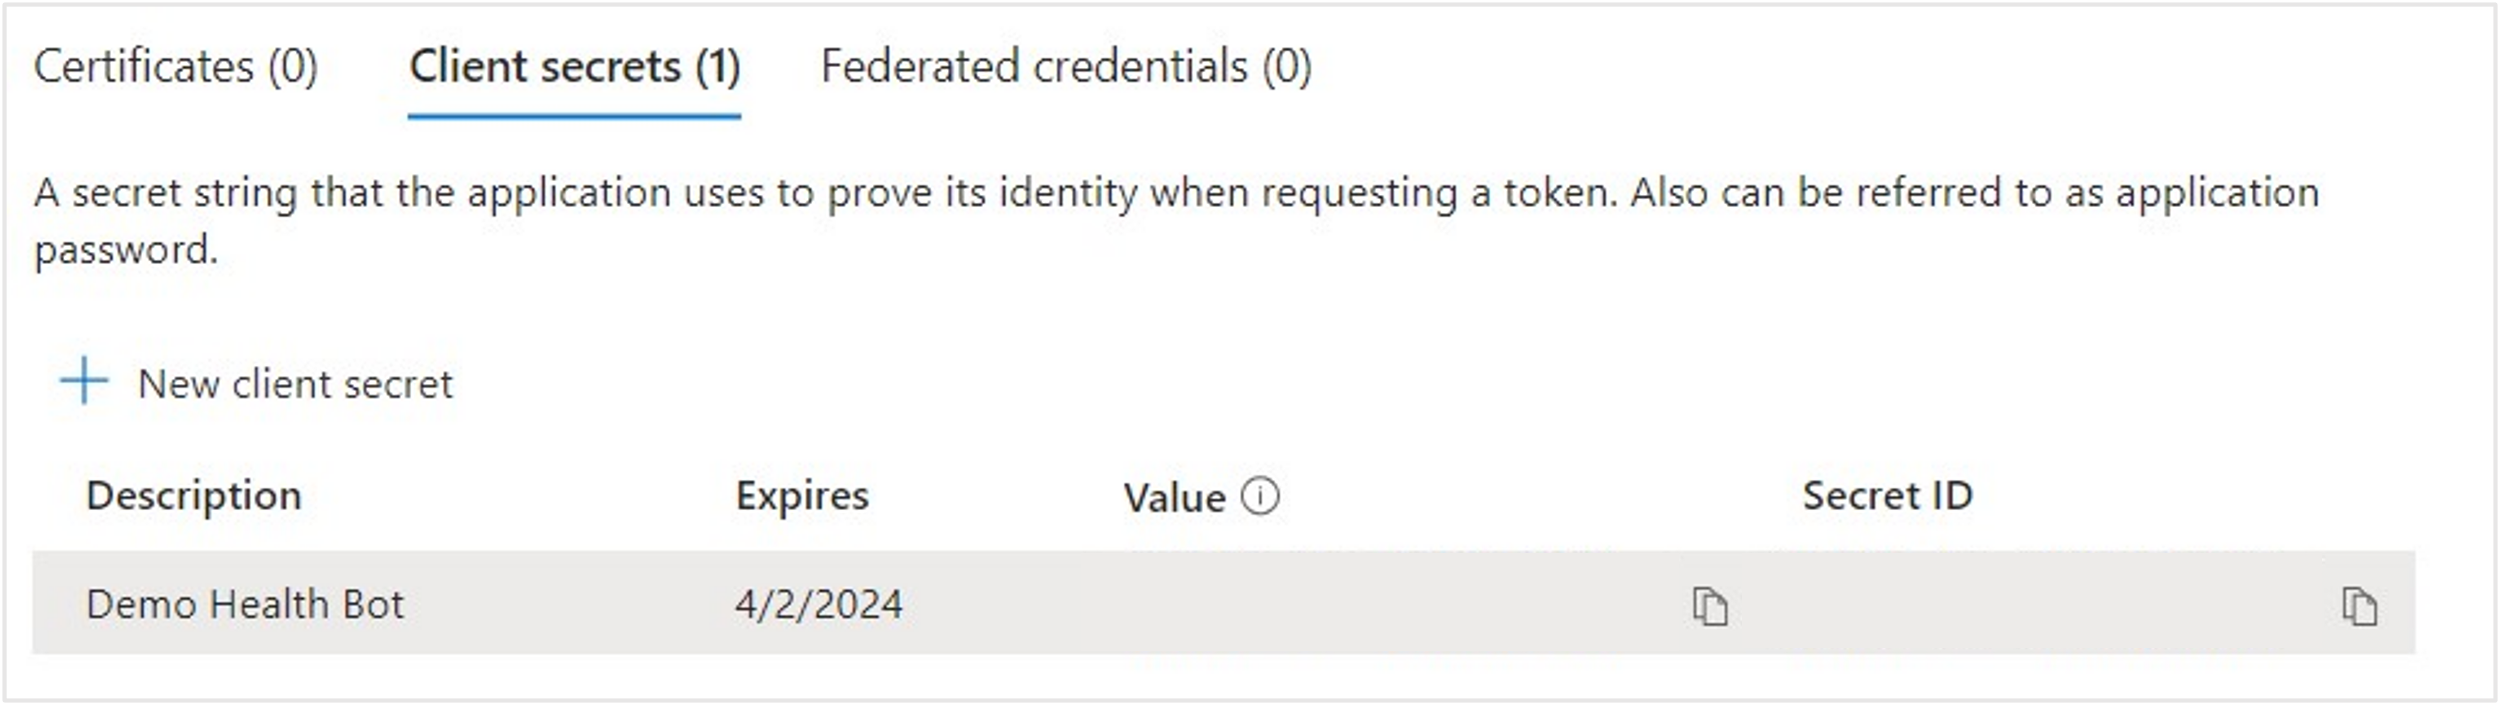 Certificates (0) Client secrets (1) Federated credentials (0)
A secret string that the application uses to prove its identity when requesting a token. Also can be referred to as application
password.
New client secret
Description Expires Value Secret ID
Demo Health Bot 4/2/2024